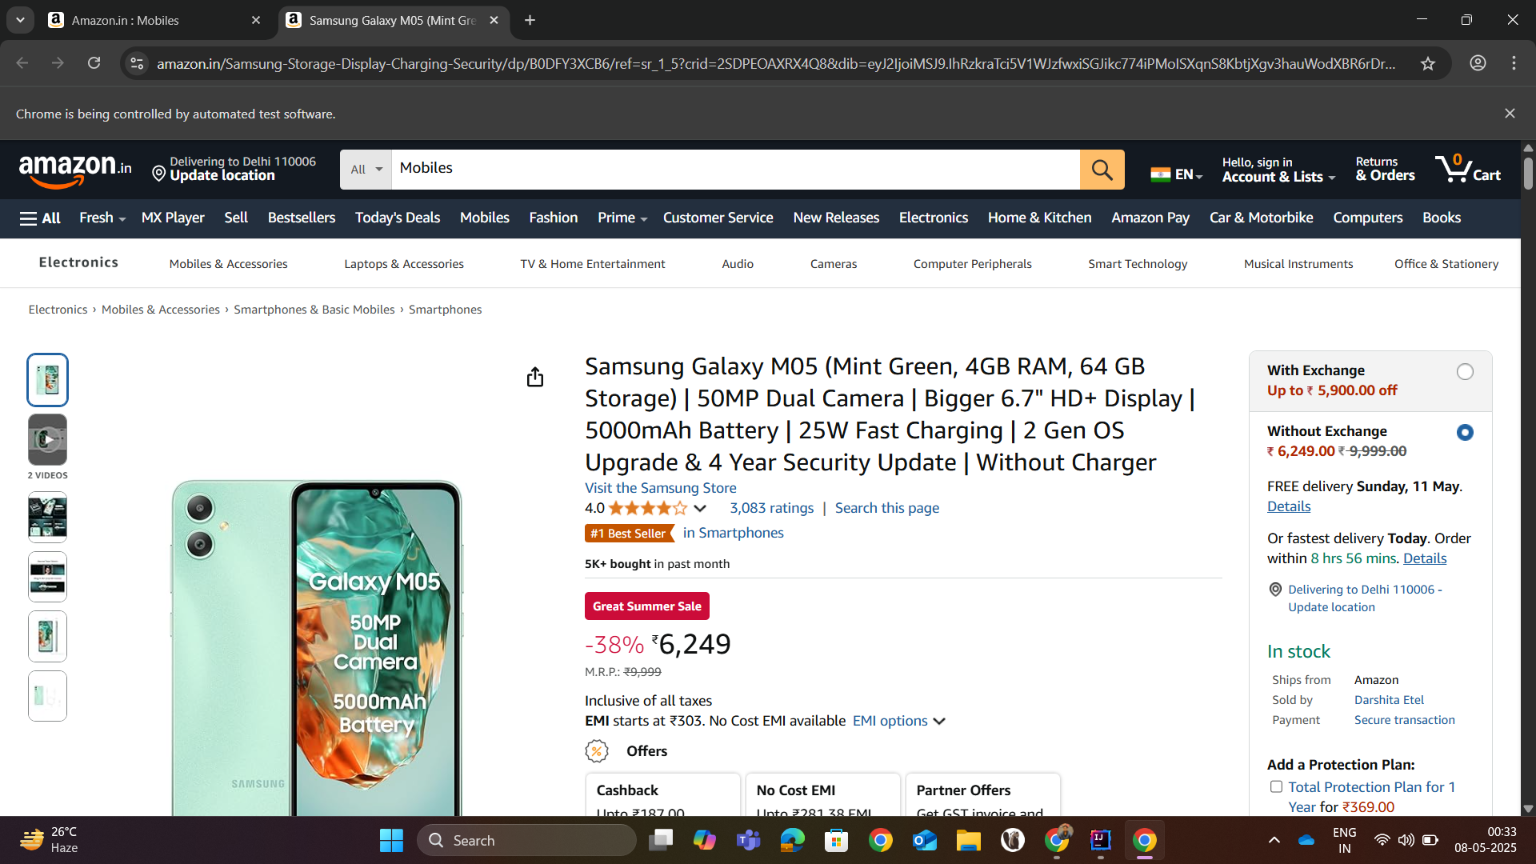 Amazon.in : Mobiles
Samsung Galaxy M05 (Mint Gre
amazon.in/Samsung-Storage-Display-Charging-Security/dp/B0DFY3XCB6/ref=sr_1_5?crid=2SDPEOAXRX4Q8&dib=eyJ2IjoiMSJ9.IhRzkraTci5V1WJzfwxiSGJikc774iPMoISXqnS8KbtjXgv3hauWodXBR6rDr...
Chrome is being controlled by automated test software.
amazon.in
Delivering to Delhi 110006
Update location
All
Mobiles
EN
Hello, sign in
Account & Lists
Returns
& Orders
0
Cart
All Fresh MX Player Sell Bestsellers Today's Deals Mobiles Fashion Prime Customer Service New Releases Electronics Home & Kitchen Amazon Pay Car & Motorbike Computers Books
Electronics Mobiles & Accessories Laptops & Accessories TV & Home Entertainment Audio Cameras Computer Peripherals Smart Technology Musical Instruments Office & Stationery
Electronics › Mobiles & Accessories › Smartphones & Basic Mobiles › Smartphones
2 VIDEOS
Galaxy M05
50MP
Dual
Camera
5000mAh
Battery
SAMSUNG
Samsung Galaxy M05 (Mint Green, 4GB RAM, 64 GB
Storage) | 50MP Dual Camera | Bigger 6.7" HD+ Display |
5000mAh Battery | 25W Fast Charging | 2 Gen OS
Upgrade & 4 Year Security Update | Without Charger
Visit the Samsung Store
4.0 3,083 ratings | Search this page
#1 Best Seller in Smartphones
5K+ bought in past month
Great Summer Sale
-38% ₹6,249
M.R.P.: ₹9,999
Inclusive of all taxes
EMI starts at ₹303. No Cost EMI available EMI options
Offers
Cashback
Upto ₹187.00
No Cost EMI
Upto ₹281.38 EMI
Partner Offers
Get GST invoice and
With Exchange
Up to ₹ 5,900.00 off
Without Exchange
₹ 6,249.00 ₹ 9,999.00
FREE delivery Sunday, 11 May.
Details
Or fastest delivery Today. Order
within 8 hrs 56 mins. Details
Delivering to Delhi 110006 -
Update location
In stock
Ships from Amazon
Sold by Darshita Etel
Payment Secure transaction
Add a Protection Plan:
Total Protection Plan for 1
Year for ₹369.00
26°C
Haze
Search
ENG
IN
00:33
08-05-2025